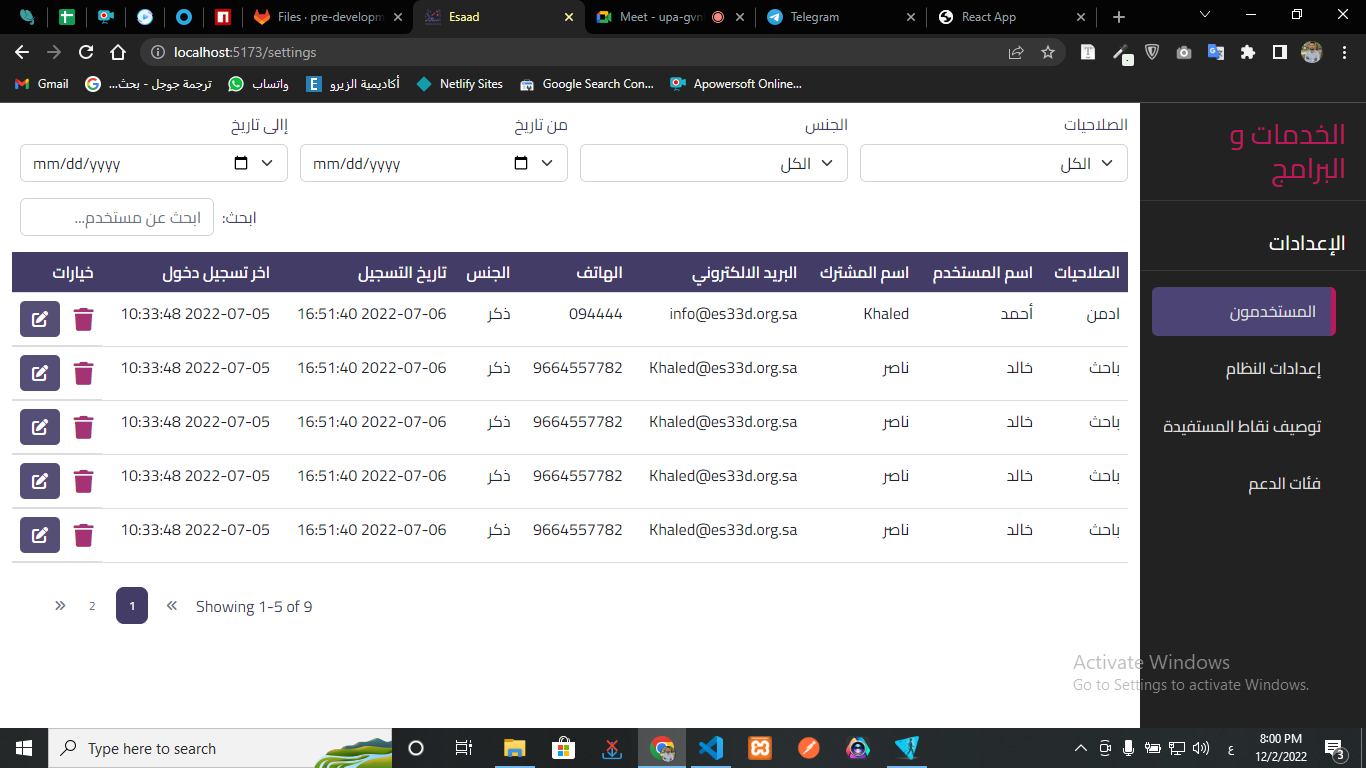 Files · pre-developm
Esaad
Meet - upa-gvn
Telegram
React App
localhost:5173/settings
Gmail
ترجمة جوجل - بحث...
واتساب
أكاديمية الزيرو
Netlify Sites
Google Search Con...
Apowersoft Online...
الخدمات و
البرامج
الإعدادات
المستخدمون
إعدادات النظام
توصيف نقاط المستفيدة
فئات الدعم
الصلاحيات الجنس من تاريخ إالى تاريخ
الكل الكل mm/dd/yyyy mm/dd/yyyy
ابحث: ابحث عن مستخدم...
الصلاحيات اسم المستخدم اسم المشترك البريد الالكتروني الهاتف الجنس تاريخ التسجيل اخر تسجيل دخول خيارات
ادمن أحمد Khaled info@es33d.org.sa 094444 ذكر 2022-07-06 16:51:40 2022-07-05 10:33:48
باحث خالد ناصر Khaled@es33d.org.sa 9664557782 ذكر 2022-07-06 16:51:40 2022-07-05 10:33:48
باحث خالد ناصر Khaled@es33d.org.sa 9664557782 ذكر 2022-07-06 16:51:40 2022-07-05 10:33:48
باحث خالد ناصر Khaled@es33d.org.sa 9664557782 ذكر 2022-07-06 16:51:40 2022-07-05 10:33:48
باحث خالد ناصر Khaled@es33d.org.sa 9664557782 ذكر 2022-07-06 16:51:40 2022-07-05 10:33:48
» 2 1 « Showing 1-5 of 9
Activate Windows
Go to Settings to activate Windows.
Type here to search
ع
8:00 PM
12/2/2022
3